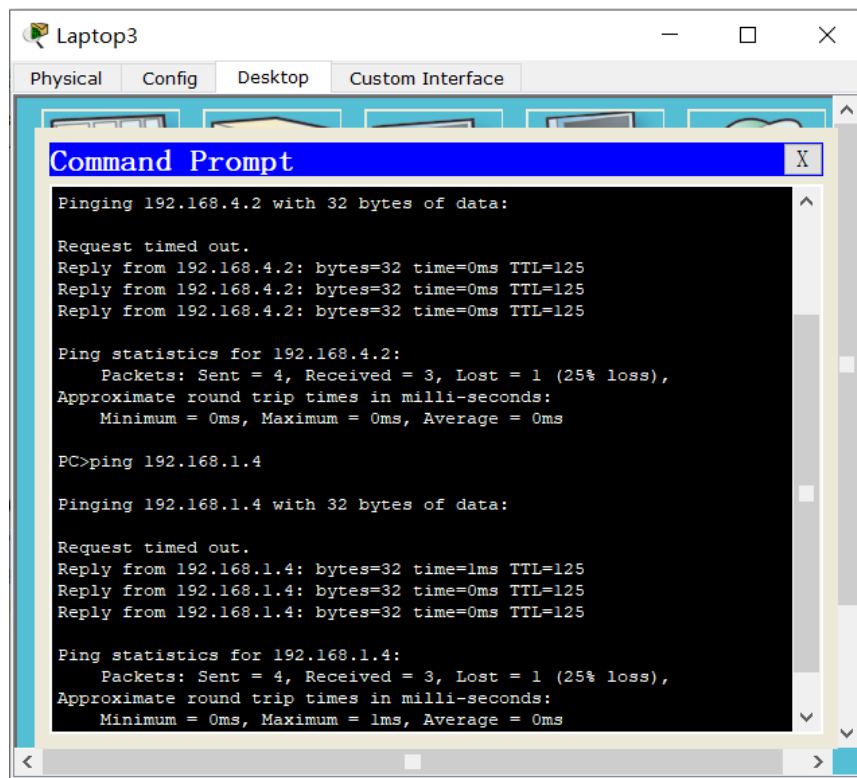 Laptop3
Physical Config Desktop Custom Interface
Command Prompt X
Pinging 192.168.4.2 with 32 bytes of data:
Request timed out.
Reply from 192.168.4.2: bytes=32 time=0ms TTL=125
Reply from 192.168.4.2: bytes=32 time=0ms TTL=125
Reply from 192.168.4.2: bytes=32 time=0ms TTL=125
Ping statistics for 192.168.4.2:
Packets: Sent = 4, Received = 3, Lost = 1 (25% loss),
Approximate round trip times in milli-seconds:
Minimum = 0ms, Maximum = 0ms, Average = 0ms
PC>ping 192.168.1.4
Pinging 192.168.1.4 with 32 bytes of data:
Request timed out.
Reply from 192.168.1.4: bytes=32 time=1ms TTL=125
Reply from 192.168.1.4: bytes=32 time=0ms TTL=125
Reply from 192.168.1.4: bytes=32 time=0ms TTL=125
Ping statistics for 192.168.1.4:
Packets: Sent = 4, Received = 3, Lost = 1 (25% loss),
Approximate round trip times in milli-seconds:
Minimum = 0ms, Maximum = 1ms, Average = 0ms